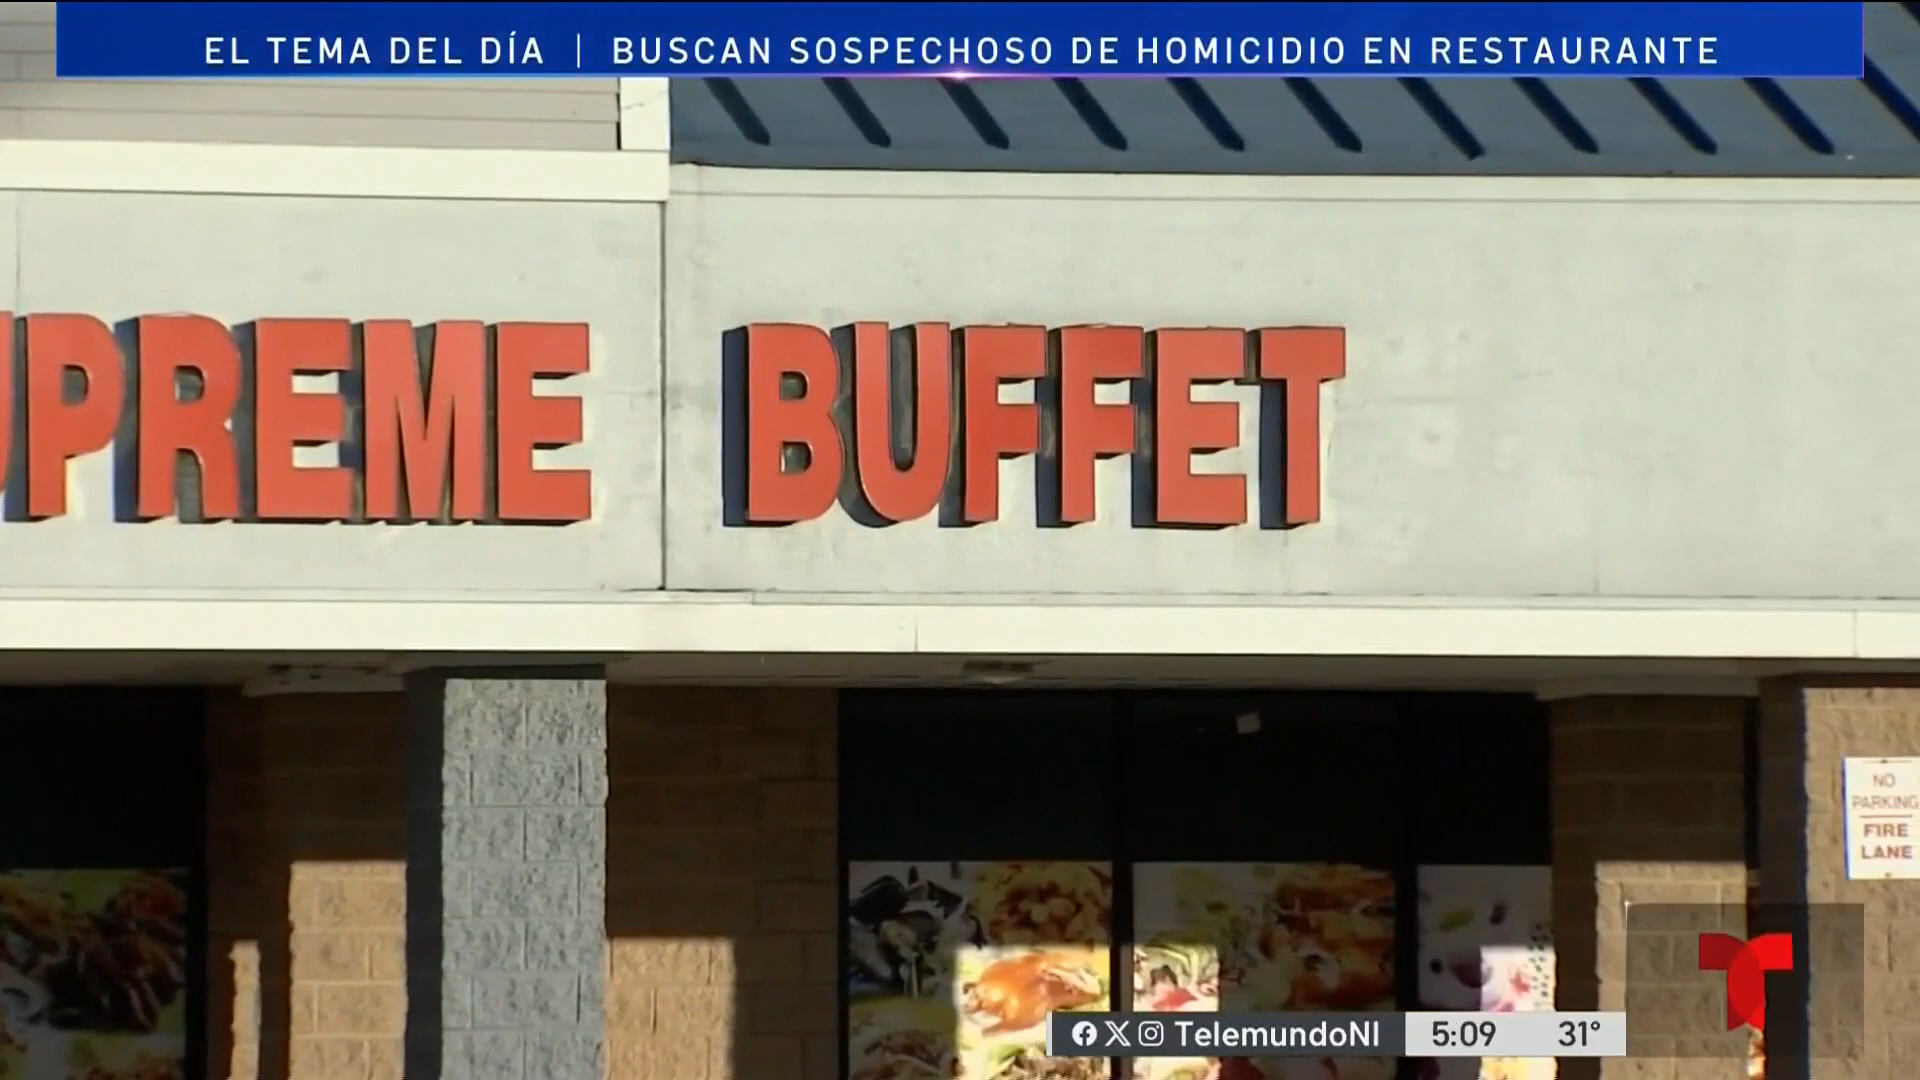 EL TEMA DEL DÍA | BUSCAN SOSPECHOSO DE HOMICIDIO EN RESTAURANTE
UPREME BUFFET
NO
PARKING
FIRE
LANE
TelemundoNI 5:09 31°